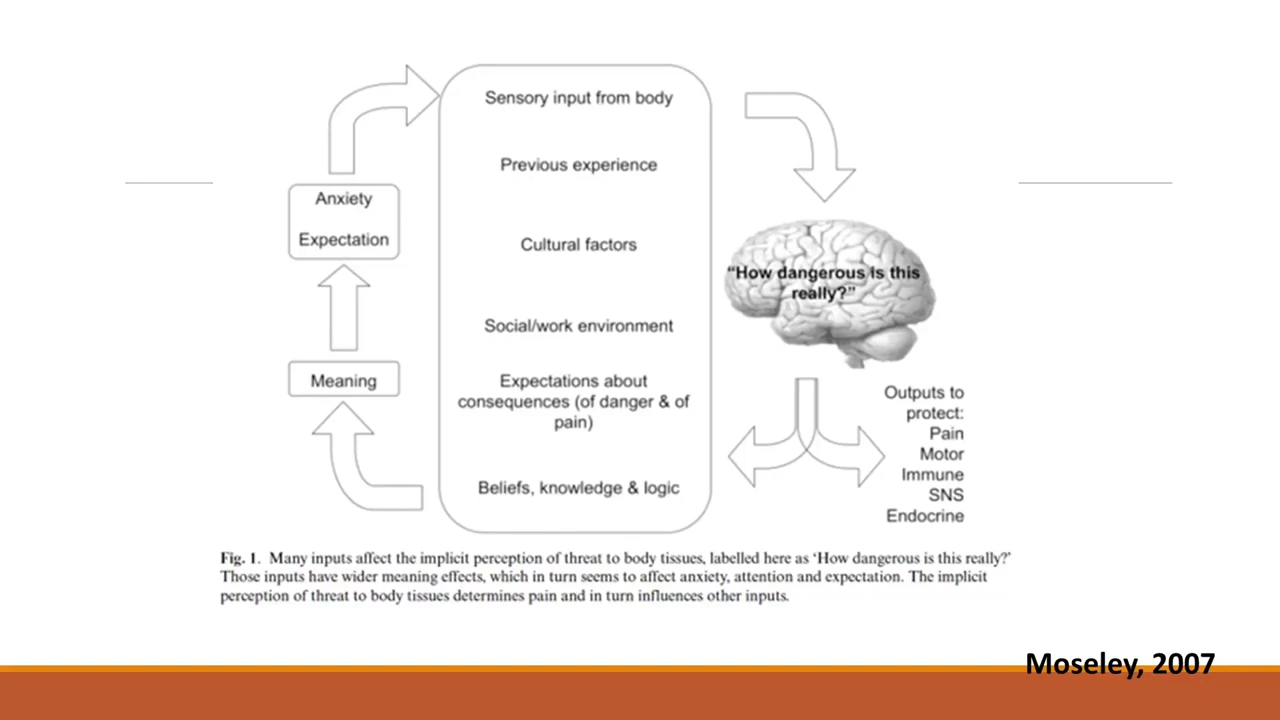 Sensory input from body
Previous experience
Cultural factors
Social/work environment
Expectations about
consequences (of danger & of
pain)
Beliefs, knowledge & logic
Meaning
Anxiety
Expectation
“How dangerous is this
really?”
Outputs to
protect:
Pain
Motor
Immune
SNS
Endocrine
Fig. 1. Many inputs affect the implicit perception of threat to body tissues, labelled here as ‘How dangerous is this really?’
Those inputs have wider meaning effects, which in turn seems to affect anxiety, attention and expectation. The implicit
perception of threat to body tissues determines pain and in turn influences other inputs.
Moseley, 2007